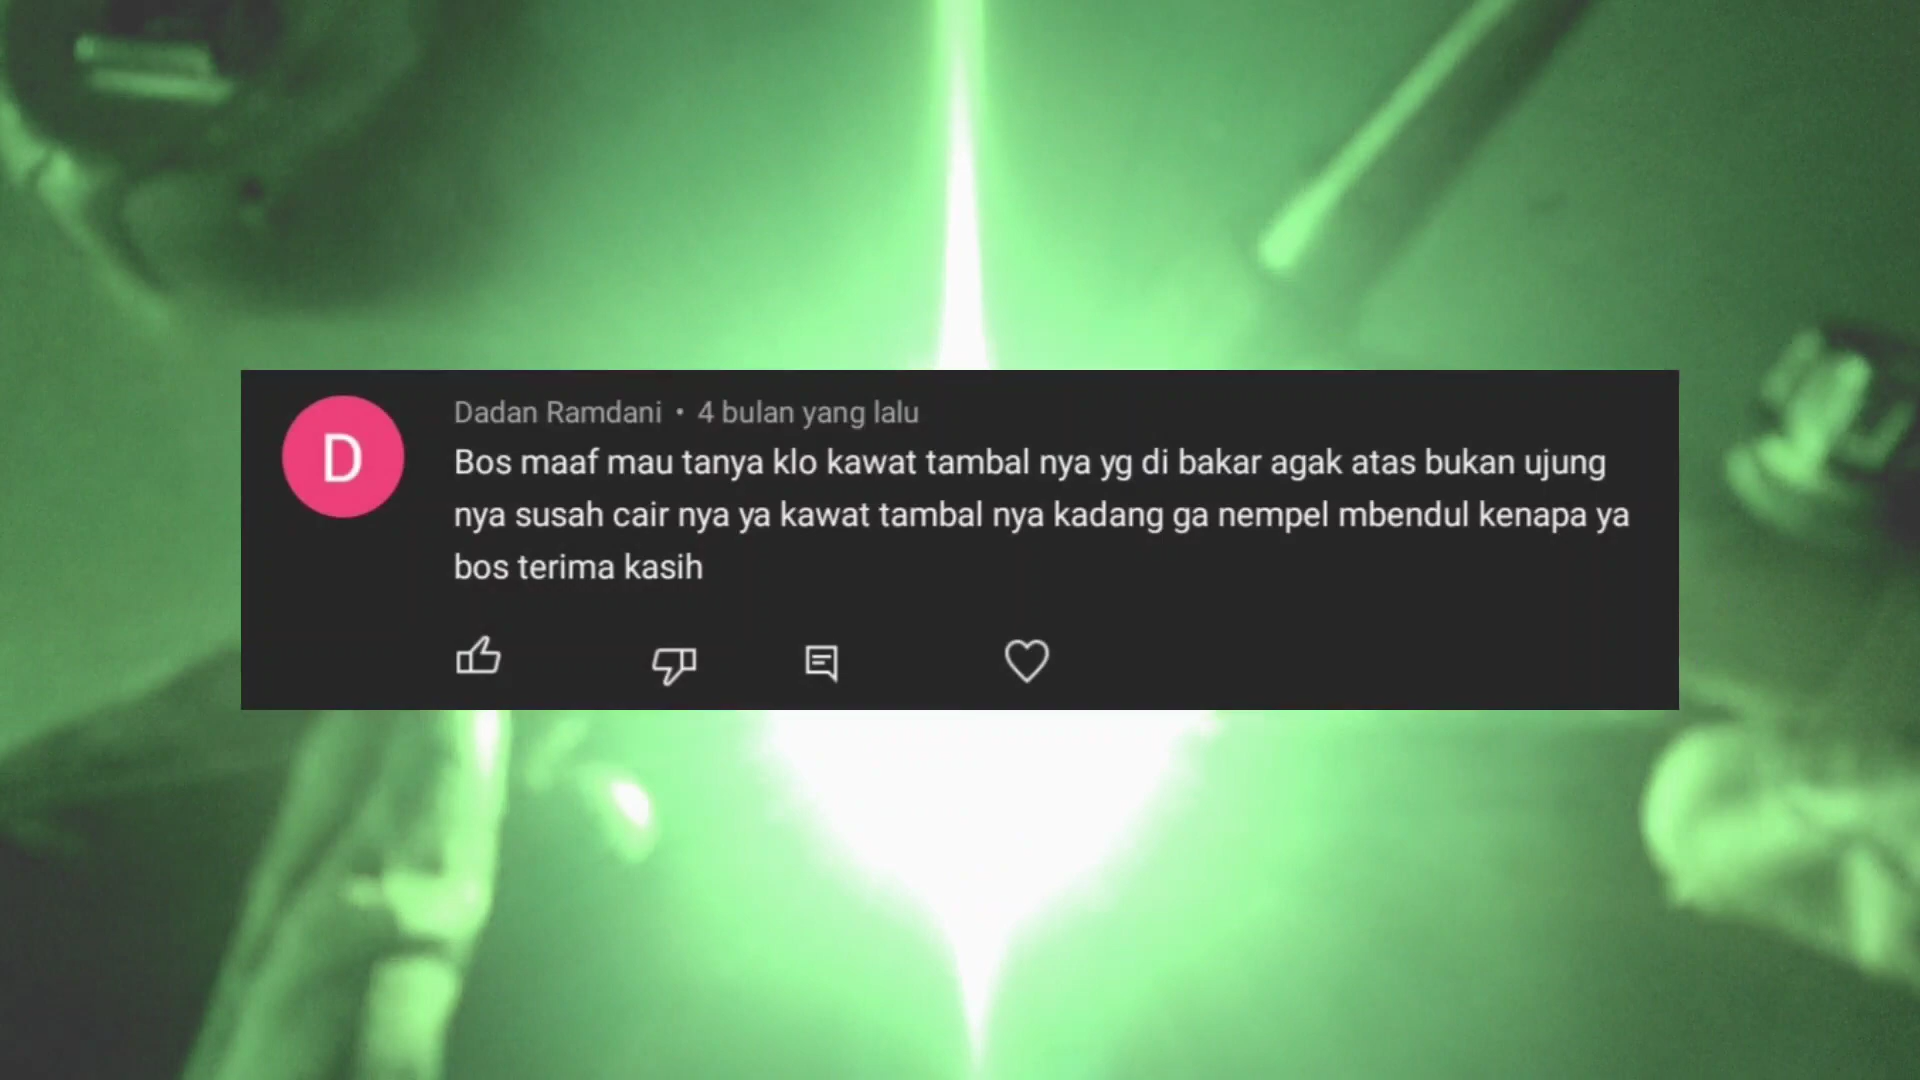 D
Dadan Ramdani • 4 bulan yang lalu
Bos maaf mau tanya klo kawat tambal nya yg di bakar agak atas bukan ujung
nya susah cair nya ya kawat tambal nya kadang ga nempel mbendul kenapa ya
bos terima kasih